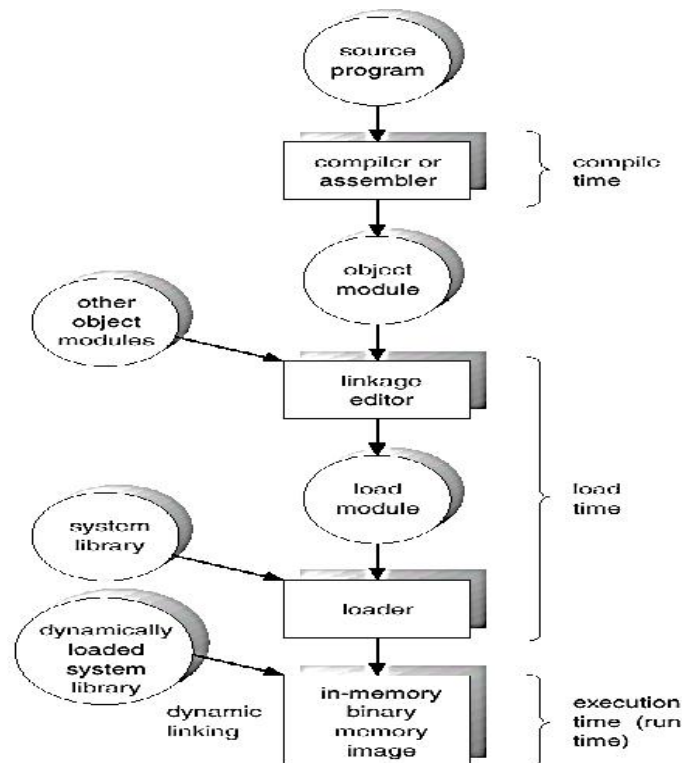 source
program
compiler or
assembler
compile
time
object
module
other
object
modules
linkage
editor
load
module
load
time
system
library
loader
dynamically
loaded
system
library
dynamic
linking
in-memory
binary
memory
image
execution
time (run
time)